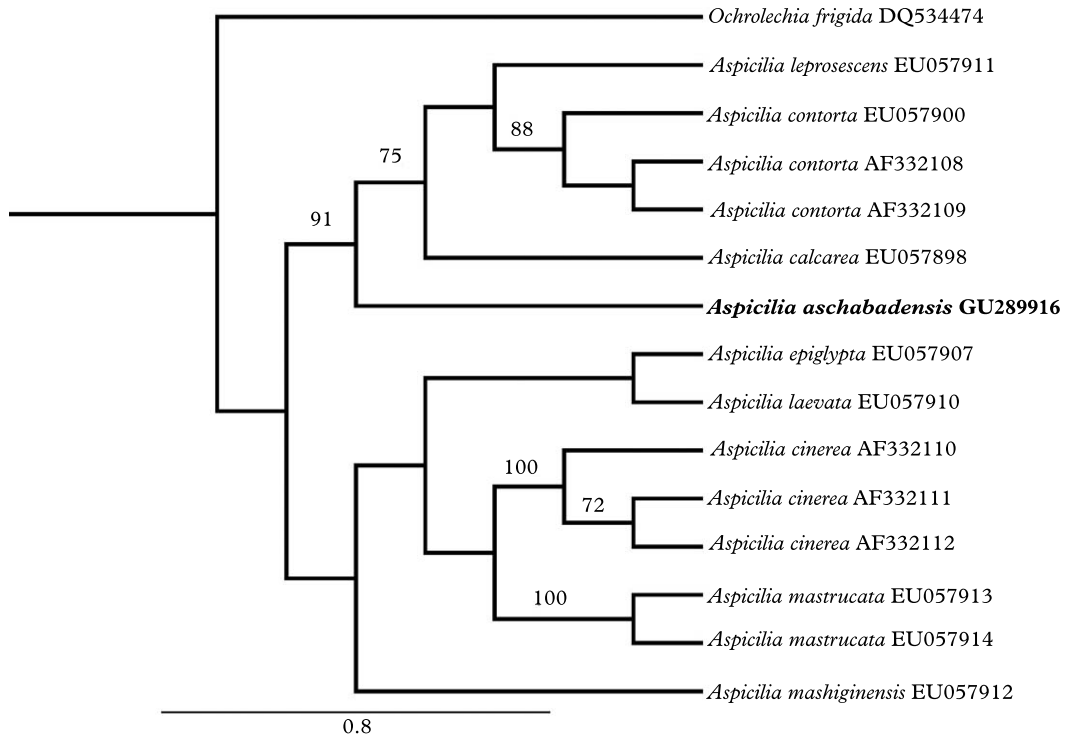 Ochrolechia frigida DQ534474
Aspicilia leprosescens EU057911
Aspicilia contorta EU057900
88
75
Aspicilia contorta AF332108
Aspicilia contorta AF332109
91
Aspicilia calcarea EU057898
Aspicilia aschabadensis GU289916
Aspicilia epiglypta EU057907
Aspicilia laevata EU057910
Aspicilia cinerea AF332110
100
Aspicilia cinerea AF332111
72
Aspicilia cinerea AF332112
Aspicilia mastrucata EU057913
100
Aspicilia mastrucata EU057914
Aspicilia mashiginensis EU057912
0.8